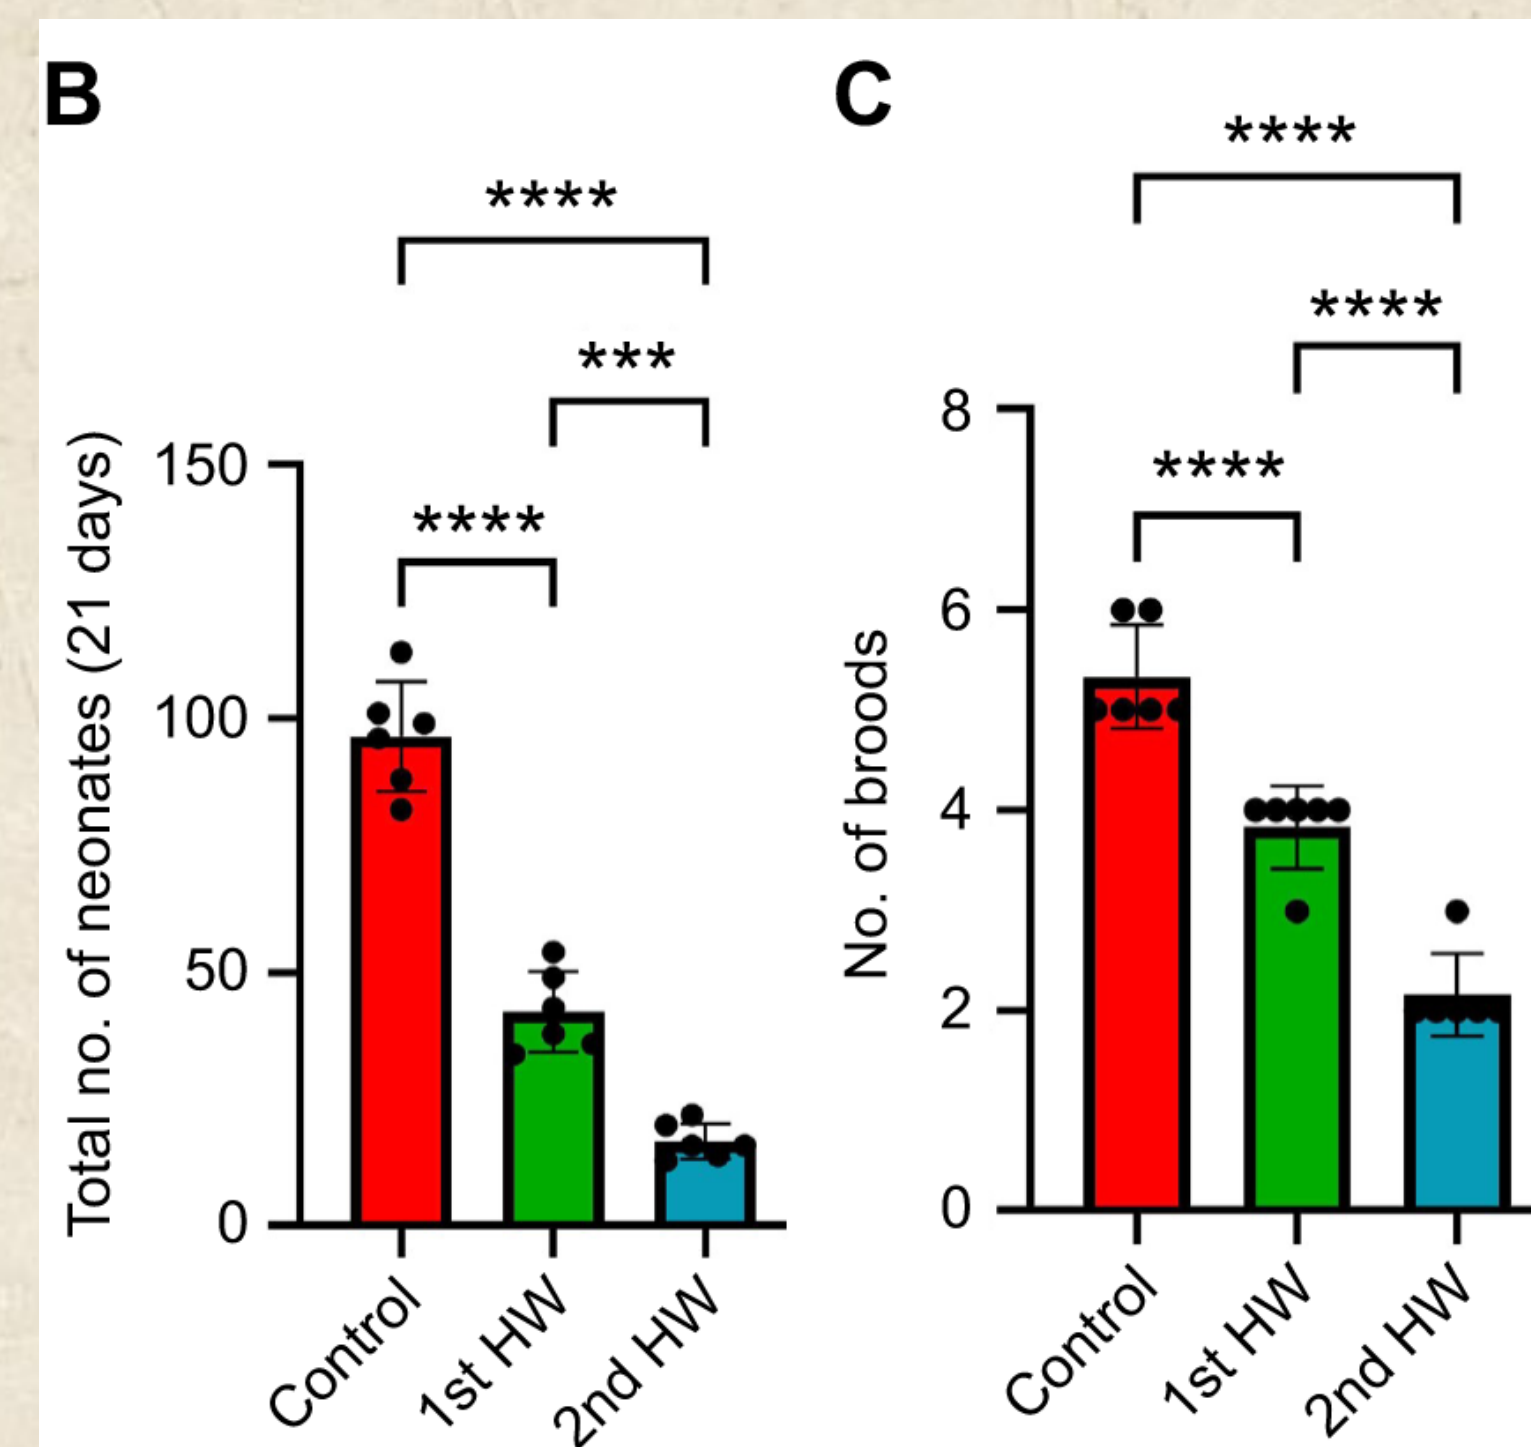 B
****
***
****
Total no. of neonates (21 days)
150
100
50
0
Control
1st HW
2nd HW
C
****
****
****
No. of broods
8
6
4
2
0
Control
1st HW
2nd HW